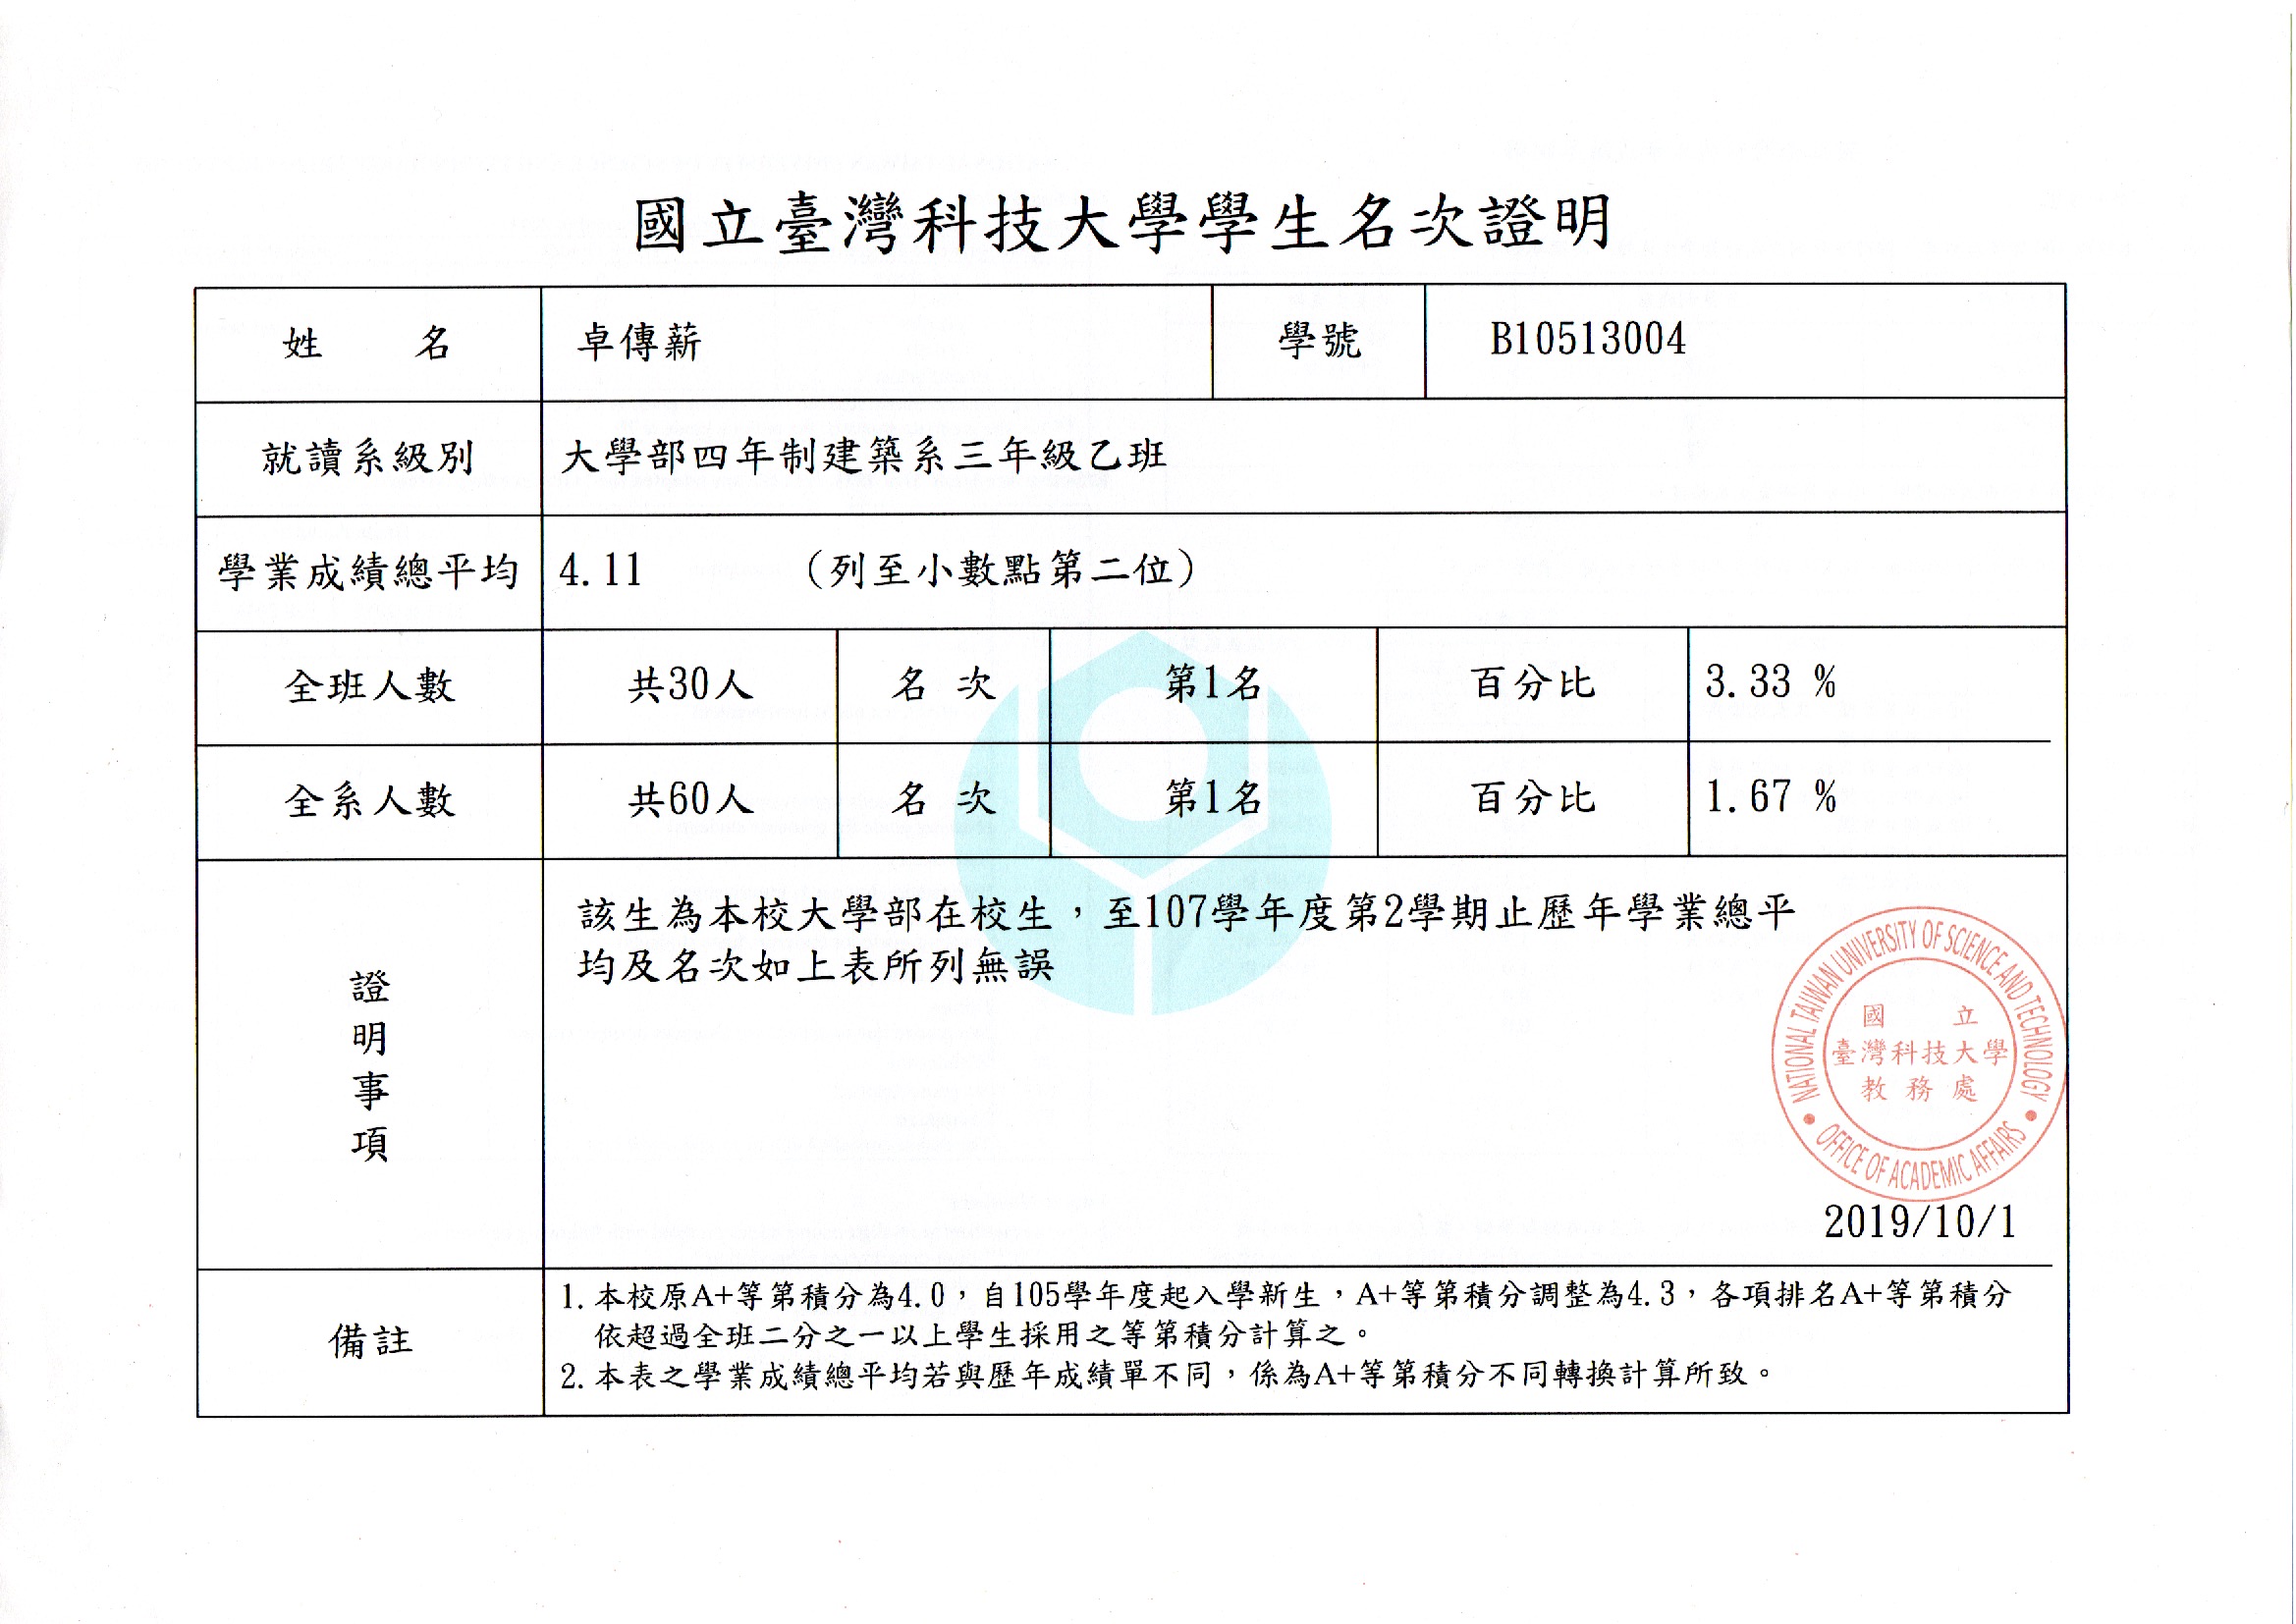 國立臺灣科技大學學生名次證明
姓 名 卓傳薪 學號 B10513004
就讀系級別 大學部四年制建築系三年級乙班
學業成績總平均 4.11 (列至小數點第二位)
全班人數 共30人 名 次 第1名 百分比 3.33 %
全系人數 共60人 名 次 第1名 百分比 1.67 %
證明事項
該生為本校大學部在校生，至107學年度第2學期止歷年學業總平
均及名次如上表所列無誤
NATIONAL TAIWAN UNIVERSITY OF SCIENCE AND TECHNOLOGY
國 立
臺灣科技大學
教務處
OFFICE OF ACADEMIC AFFAIRS
2019/10/1
備註
1. 本校原A+等第積分為4.0，自105學年度起入學新生，A+等第積分調整為4.3，各項排名A+等第積分
依超過全班二分之一以上學生採用之等第積分計算之。
2. 本表之學業成績總平均若與歷年成績單不同，係為A+等第積分不同轉換計算所致。